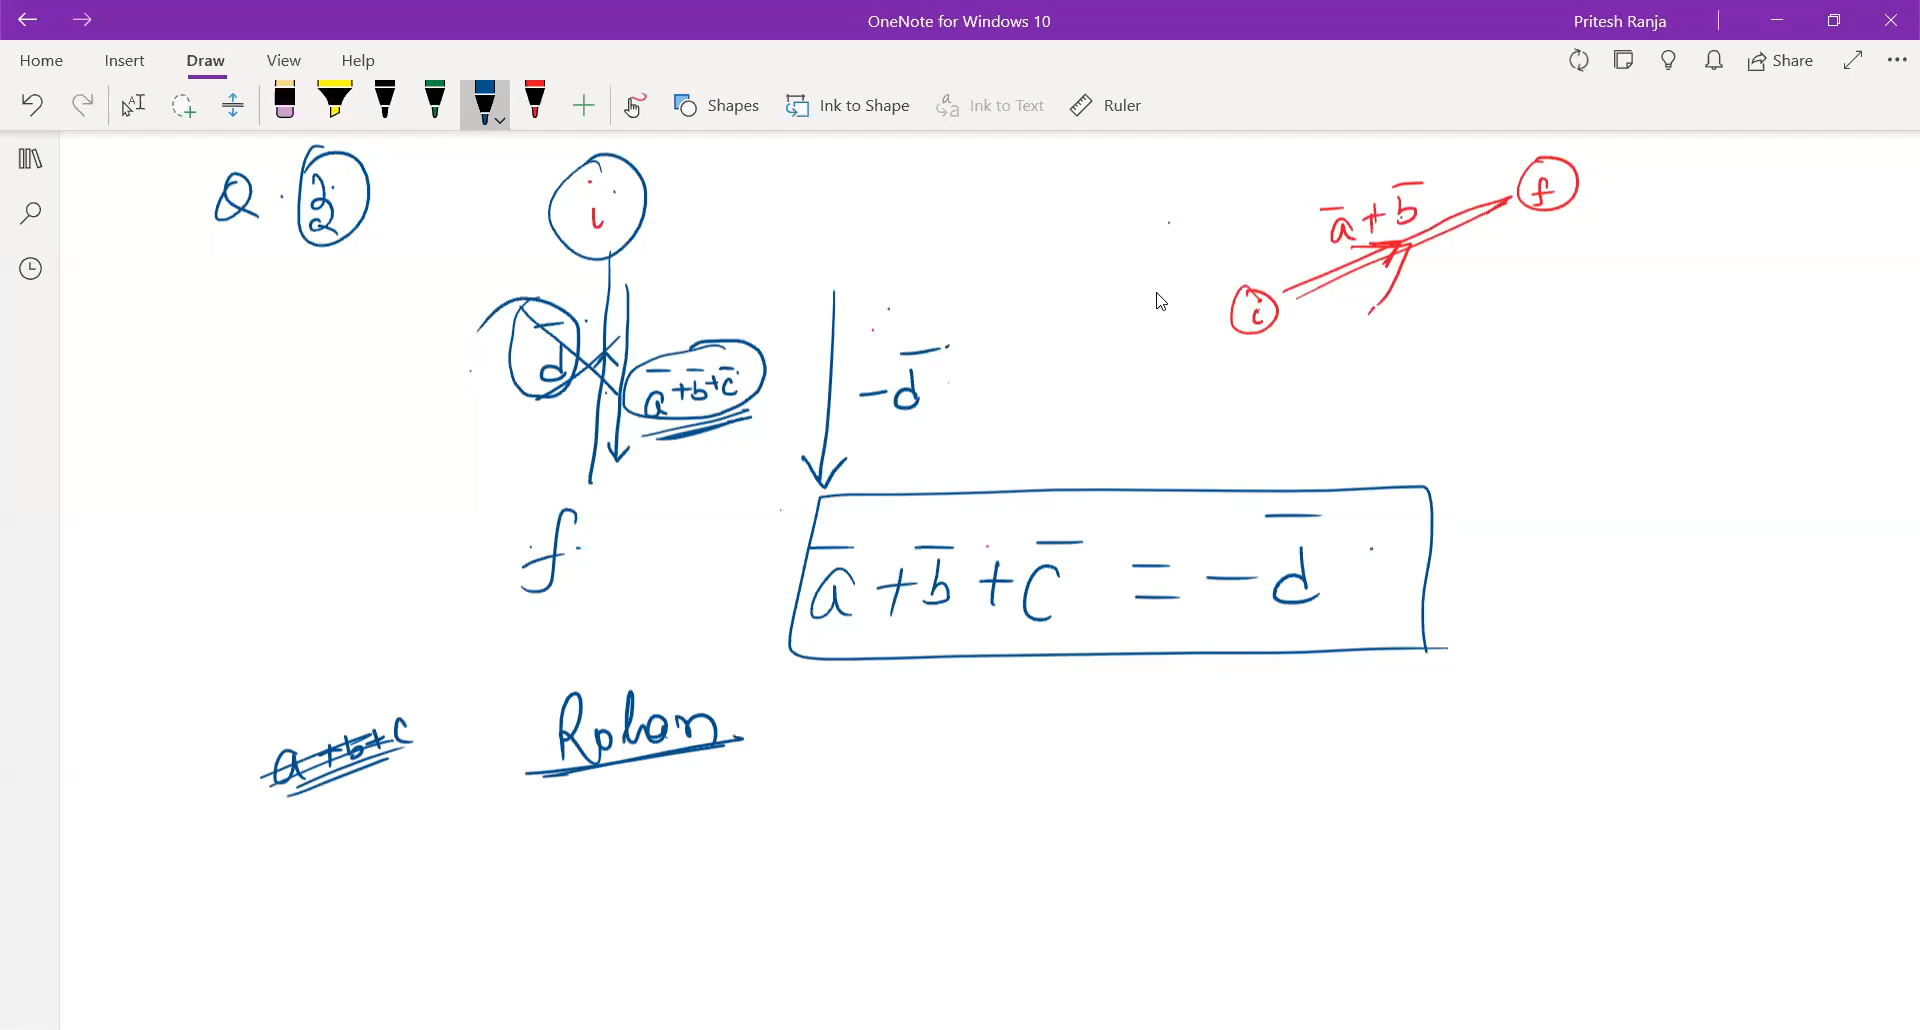 OneNote for Windows 10
Pritesh Ranja
Home Insert Draw View Help
Share
Shapes Ink to Shape Ink to Text Ruler
Q.
2
i
f
a̅+b̅
i
d̅
a̅+b̅+c̅
-d̅
f
a̅+b̅+c̅ = -d̅
a+b+c
Rohan